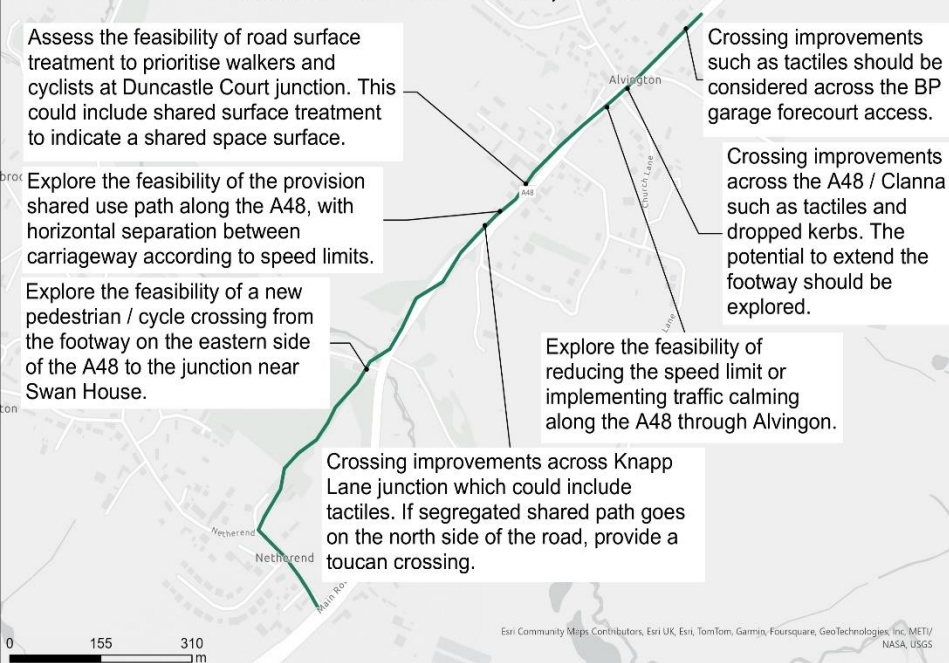 Assess the feasibility of road surface
treatment to prioritise walkers and
cyclists at Duncastle Court junction. This
could include shared surface treatment
to indicate a shared space surface.
Crossing improvements
such as tactiles should be
considered across the BP
garage forecourt access.
Alvington
Explore the feasibility of the provision
shared use path along the A48, with
horizontal separation between
carriageway according to speed limits.
Crossing improvements
across the A48 / Clanna
such as tactiles and
dropped kerbs. The
potential to extend the
footway should be
explored.
A48
Church Lane
Explore the feasibility of a new
pedestrian / cycle crossing from
the footway on the eastern side
of the A48 to the junction near
Swan House.
Lane
Explore the feasibility of
reducing the speed limit or
implementing traffic calming
along the A48 through Alvingon.
ton
Crossing improvements across Knapp
Lane junction which could include
tactiles. If segregated shared path goes
on the north side of the road, provide a
toucan crossing.
Netherend
Netherend
Main Ro
0 155 310
m
Esri Community Maps Contributors, Esri UK, Esri, TomTom, Garmin, Foursquare, GeoTechnologies, Inc, METI/
NASA, USGS